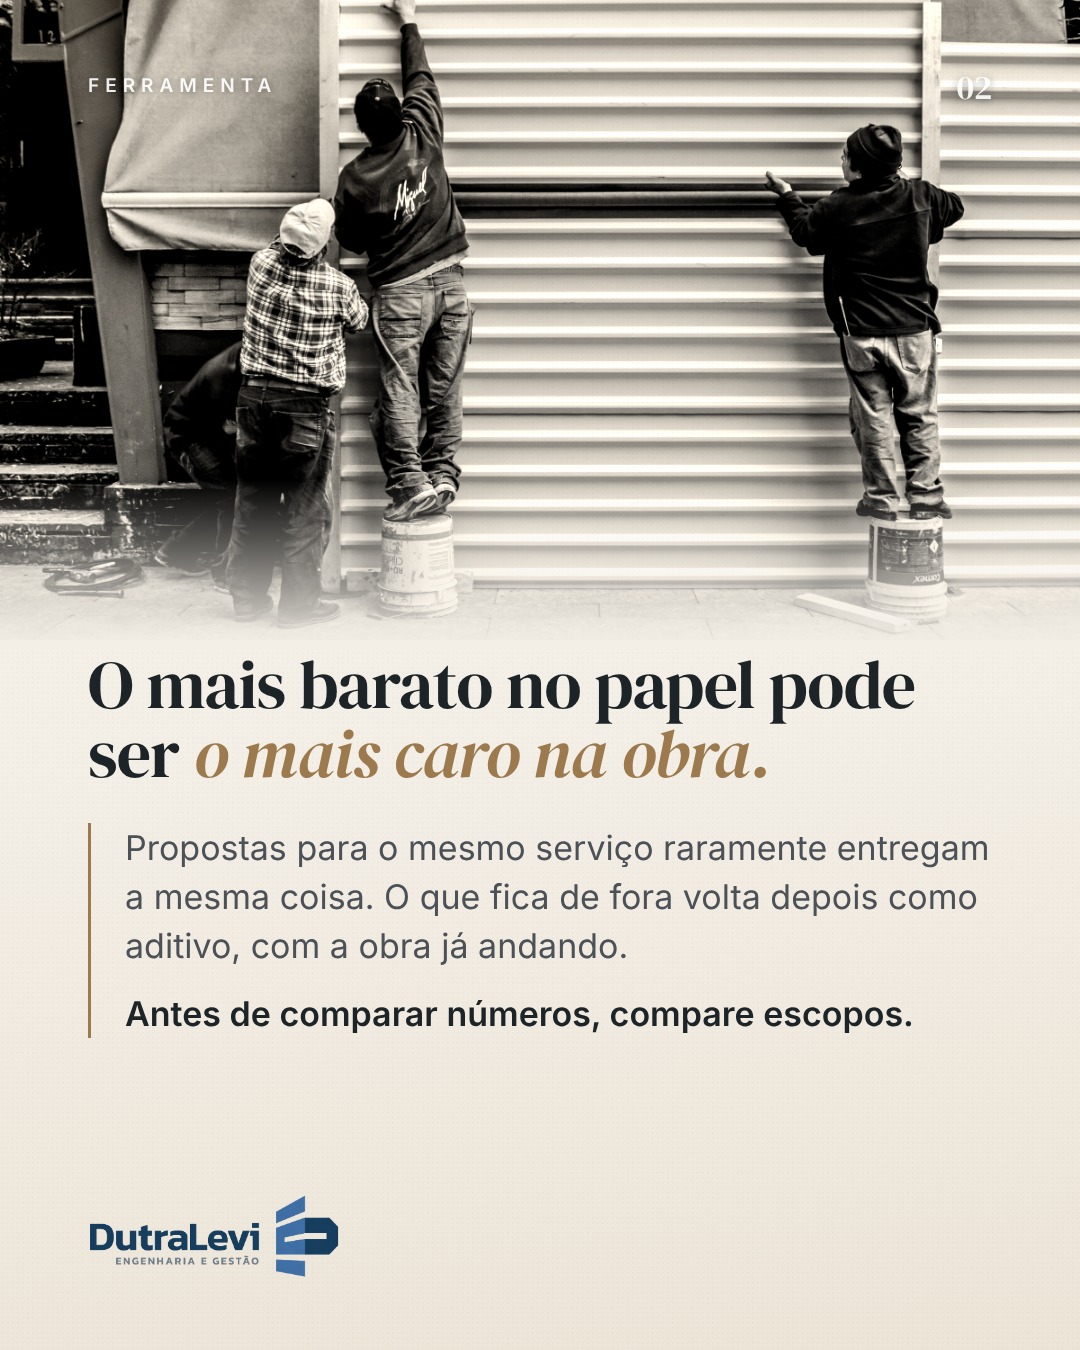 FERRAMENTA
02
Miguel
Comex
O mais barato no papel pode
ser o mais caro na obra.
Propostas para o mesmo serviço raramente entregam
a mesma coisa. O que fica de fora volta depois como
aditivo, com a obra já andando.
Antes de comparar números, compare escopos.
DutraLevi
ENGENHARIA E GESTÃO